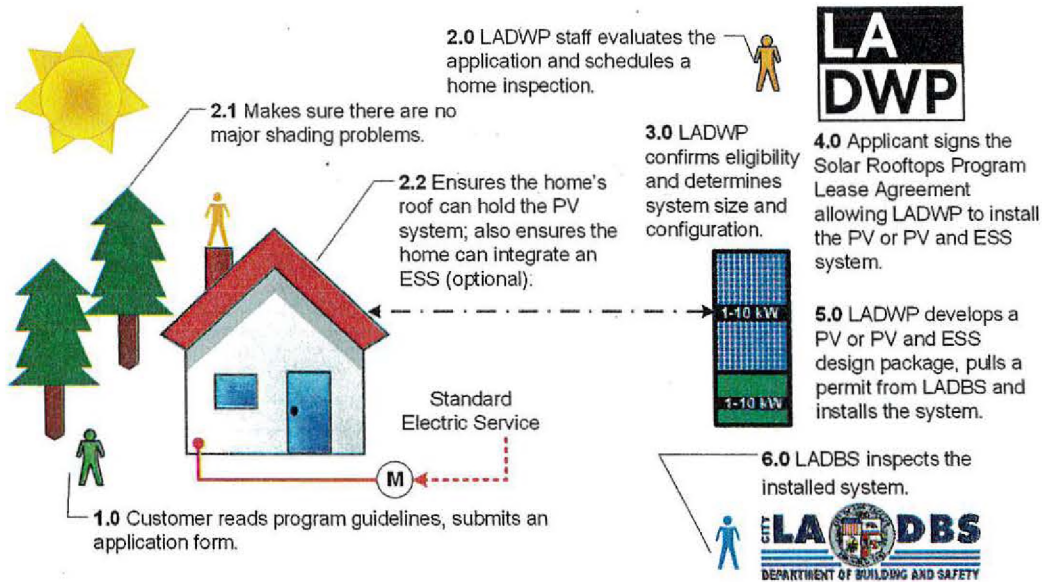 2.0 LADWP staff evaluates the
application and schedules a
home inspection.
LA
DWP
2.1 Makes sure there are no
major shading problems.
3.0 LADWP
confirms eligibility
and determines
system size and
configuration.
4.0 Applicant signs the
Solar Rooftops Program
Lease Agreement
allowing LADWP to install
the PV or PV and ESS
system.
2.2 Ensures the home's
roof can hold the PV
system; also ensures the
home can integrate an
ESS (optional).
1-10 kW
1-10 kW
5.0 LADWP develops a
PV or PV and ESS
design package, pulls a
permit from LADBS and
installs the system.
Standard
Electric Service
M
6.0 LADBS inspects the
installed system.
1.0 Customer reads program guidelines, submits an
application form.
CITY
LA DBS
DEPARTMENT OF BUILDING AND SAFETY